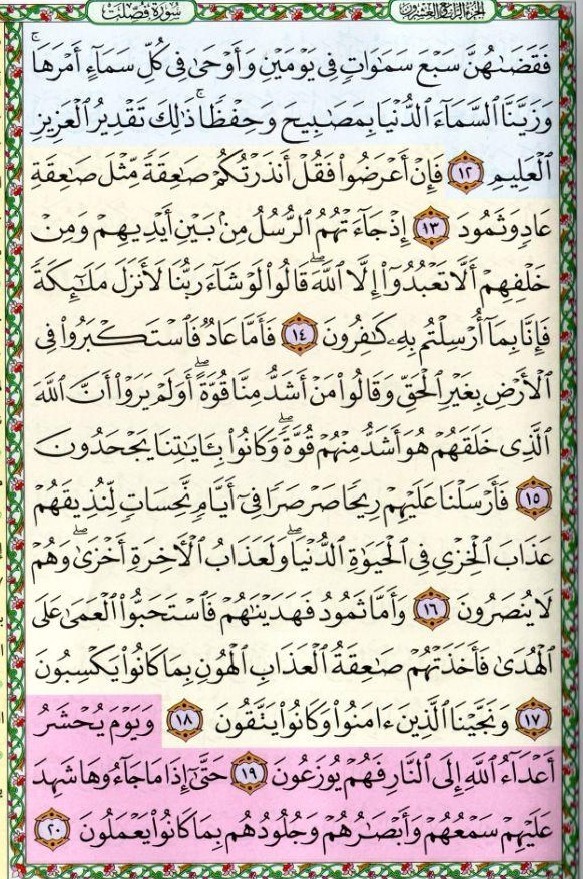 الجزء الرابع والعشرون
سورة فصلت
فَقَضَىٰهُنَّ سَبْعَ سَمَٰوَاتٍ فِى يَوْمَيْنِ وَأَوْحَىٰ فِى كُلِّ سَمَآءٍ أَمْرَهَا ۚ
وَزَيَّنَّا ٱلسَّمَآءَ ٱلدُّنْيَا بِمَصَٰبِيحَ وَحِفْظًا ۚ ذَٰلِكَ تَقْدِيرُ ٱلْعَزِيزِ
ٱلْعَلِيمِ ١٢ فَإِنْ أَعْرَضُوا۟ فَقُلْ أَنذَرْتُكُمْ صَٰعِقَةً مِّثْلَ صَٰعِقَةِ
عَادٍ وَثَمُودَ ١٣ إِذْ جَآءَتْهُمُ ٱلرُّسُلُ مِنۢ بَيْنِ أَيْدِيهِمْ وَمِنْ
خَلْفِهِمْ أَلَّا تَعْبُدُوٓا۟ إِلَّا ٱللَّهَ ۖ قَالُوا۟ لَوْ شَآءَ رَبُّنَا لَأَنزَلَ مَلَٰٓئِكَةً
فَإِنَّا بِمَآ أُرْسِلْتُم بِهِۦ كَٰفِرُونَ ١٤ فَأَمَّا عَادٌ فَٱسْتَكْبَرُوا۟ فِى
ٱلْأَرْضِ بِغَيْرِ ٱلْحَقِّ وَقَالُوا۟ مَنْ أَشَدُّ مِنَّا قُوَّةً ۖ أَوَلَمْ يَرَوْا۟ أَنَّ ٱللَّهَ
ٱلَّذِى خَلَقَهُمْ هُوَ أَشَدُّ مِنْهُمْ قُوَّةً ۖ وَكَانُوا۟ بِـَٔايَٰتِنَا يَجْحَدُونَ
١٥ فَأَرْسَلْنَا عَلَيْهِمْ رِيحًا صَرْصَرًا فِىٓ أَيَّامٍ نَّحِسَاتٍ لِّنُذِيقَهُمْ
عَذَابَ ٱلْخِزْىِ فِى ٱلْحَيَوٰةِ ٱلدُّنْيَا ۖ وَلَعَذَابُ ٱلْءَاخِرَةِ أَخْزَىٰ ۖ وَهُمْ
لَا يُنصَرُونَ ١٦ وَأَمَّا ثَمُودُ فَهَدَيْنَٰهُمْ فَٱسْتَحَبُّوا۟ ٱلْعَمَىٰ عَلَى
ٱلْهُدَىٰ فَأَخَذَتْهُمْ صَٰعِقَةُ ٱلْعَذَابِ ٱلْهُونِ بِمَا كَانُوا۟ يَكْسِبُونَ
١٧ وَنَجَّيْنَا ٱلَّذِينَ ءَامَنُوا۟ وَكَانُوا۟ يَتَّقُونَ ١٨ وَيَوْمَ يُحْشَرُ
أَعْدَآءُ ٱللَّهِ إِلَى ٱلنَّارِ فَهُمْ يُوزَعُونَ ١٩ حَتَّىٰٓ إِذَا مَا جَآءُوهَا شَهِدَ
عَلَيْهِمْ سَمْعُهُمْ وَأَبْصَٰرُهُمْ وَجُلُودُهُم بِمَا كَانُوا۟ يَعْمَلُونَ ٢٠